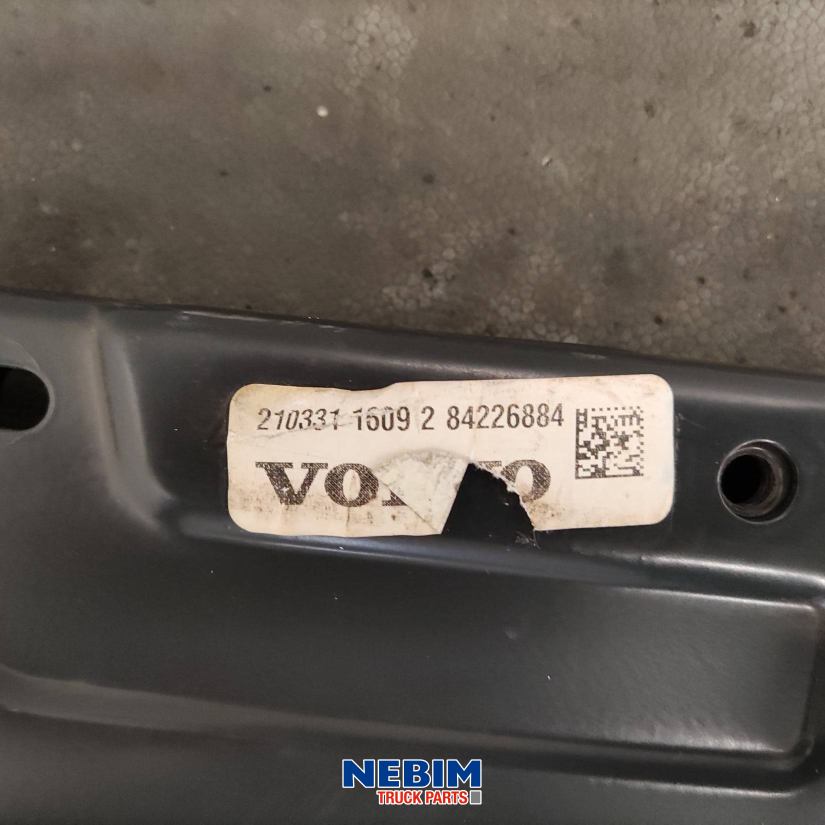 210331 1609 2 84226884
VOLVO
NEBIM
TRUCK PARTS